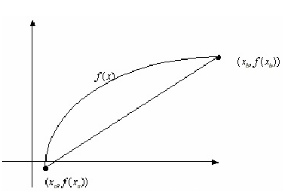 f(x)
(x_b, f(x_b))
(x_a, f(x_a))